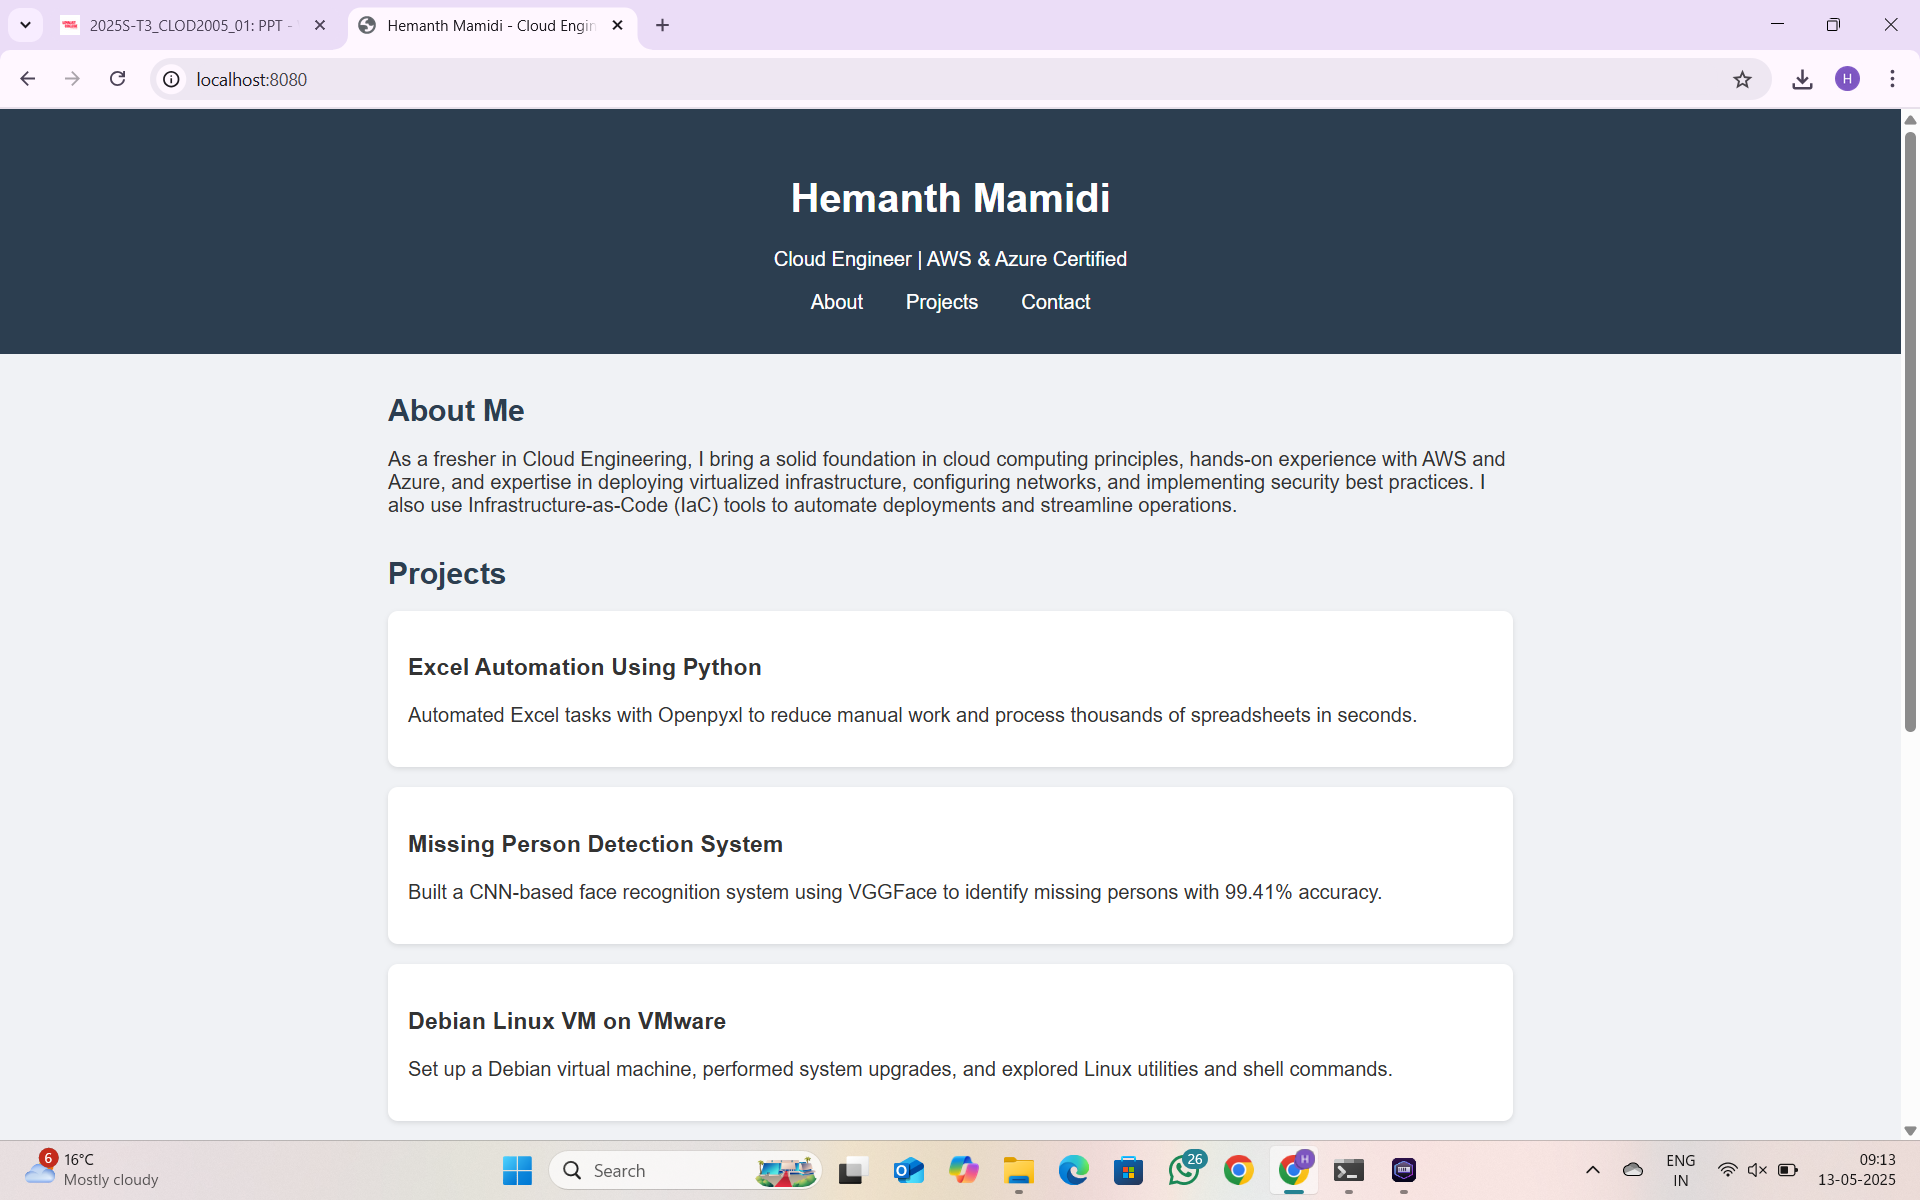 2025S-T3_CLOD2005_01: PPT -
Hemanth Mamidi - Cloud Engin
localhost:8080
H
Hemanth Mamidi
Cloud Engineer | AWS & Azure Certified
About Projects Contact
About Me
As a fresher in Cloud Engineering, I bring a solid foundation in cloud computing principles, hands-on experience with AWS and
Azure, and expertise in deploying virtualized infrastructure, configuring networks, and implementing security best practices. I
also use Infrastructure-as-Code (IaC) tools to automate deployments and streamline operations.
Projects
Excel Automation Using Python
Automated Excel tasks with Openpyxl to reduce manual work and process thousands of spreadsheets in seconds.
Missing Person Detection System
Built a CNN-based face recognition system using VGGFace to identify missing persons with 99.41% accuracy.
Debian Linux VM on VMware
Set up a Debian virtual machine, performed system upgrades, and explored Linux utilities and shell commands.
6
16°C
Mostly cloudy
Search
26
H
ENG
IN
09:13
13-05-2025